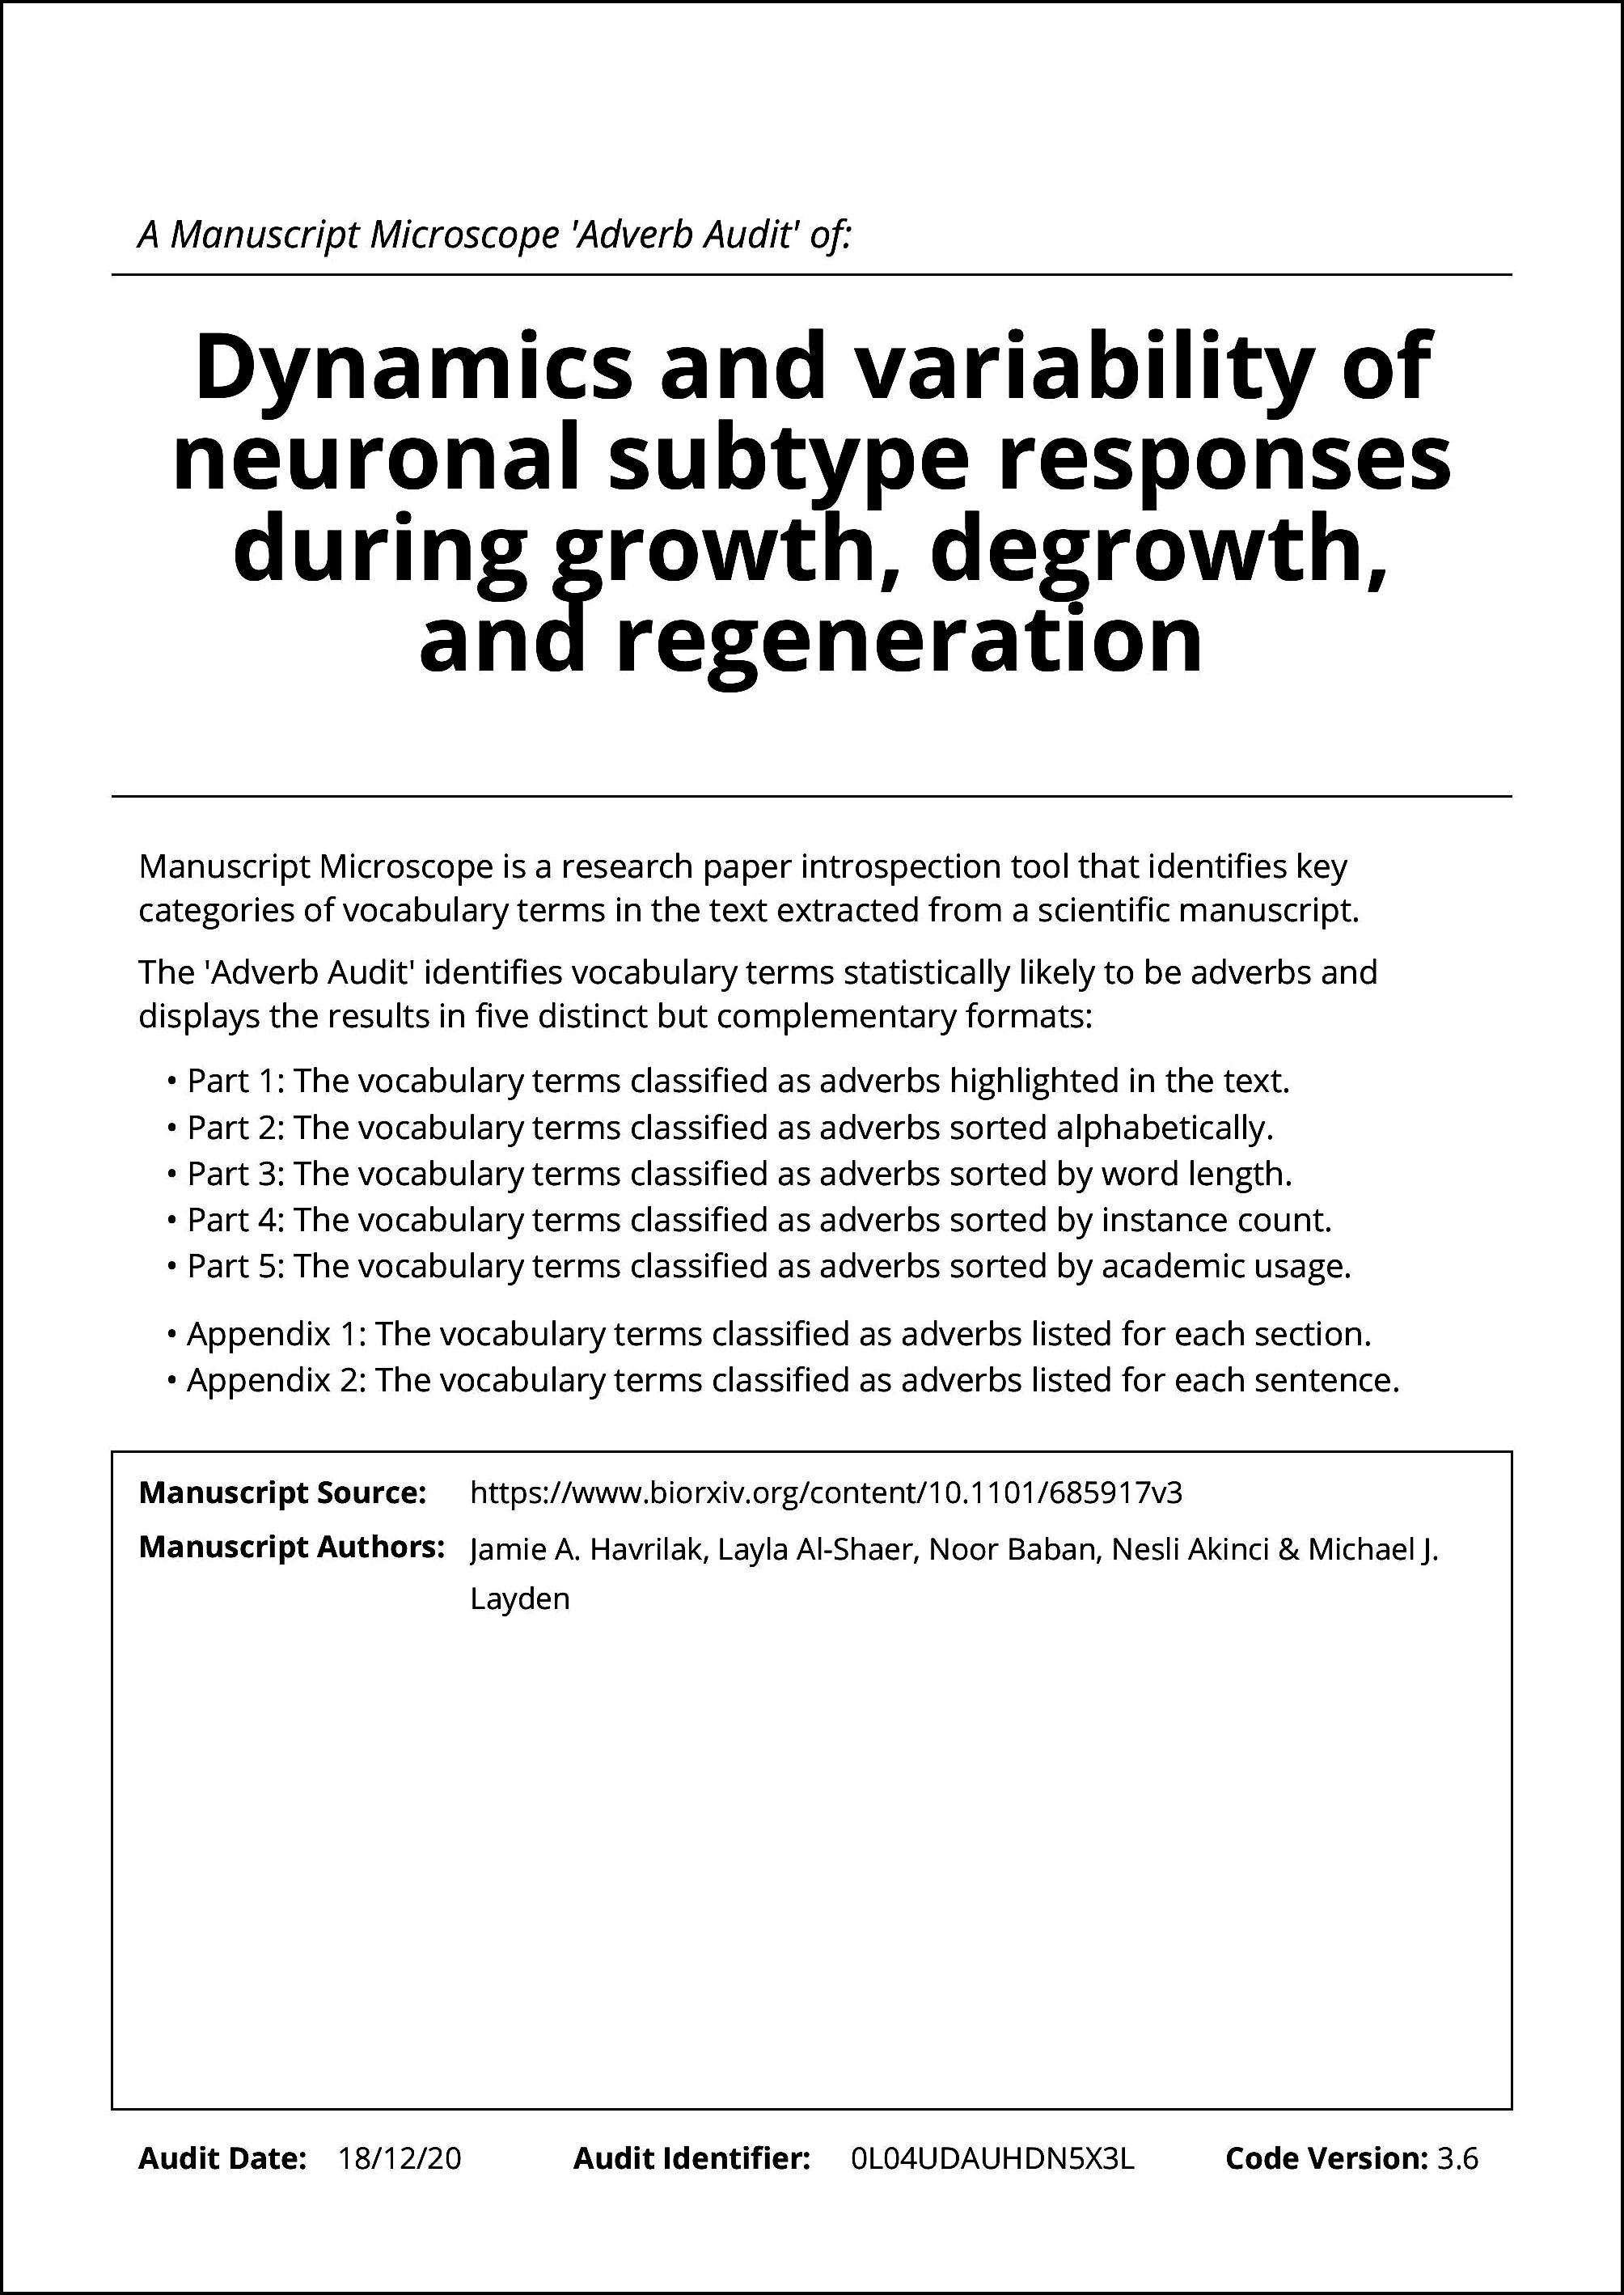 A Manuscript Microscope 'Adverb Audit' of:
Dynamics and variability of
neuronal subtype responses
during growth, degrowth,
and regeneration
Manuscript Microscope is a research paper introspection tool that identifies key
categories of vocabulary terms in the text extracted from a scientific manuscript.
The 'Adverb Audit' identifies vocabulary terms statistically likely to be adverbs and
displays the results in five distinct but complementary formats:
• Part 1: The vocabulary terms classified as adverbs highlighted in the text.
• Part 2: The vocabulary terms classified as adverbs sorted alphabetically.
• Part 3: The vocabulary terms classified as adverbs sorted by word length.
• Part 4: The vocabulary terms classified as adverbs sorted by instance count.
• Part 5: The vocabulary terms classified as adverbs sorted by academic usage.
• Appendix 1: The vocabulary terms classified as adverbs listed for each section.
• Appendix 2: The vocabulary terms classified as adverbs listed for each sentence.
Manuscript Source: https://www.biorxiv.org/content/10.1101/685917v3
Manuscript Authors: Jamie A. Havrilak, Layla Al-Shaer, Noor Baban, Nesli Akinci & Michael J.
Layden
Audit Date: 18/12/20 Audit Identifier: 0L04UDAUHDN5X3L Code Version: 3.6